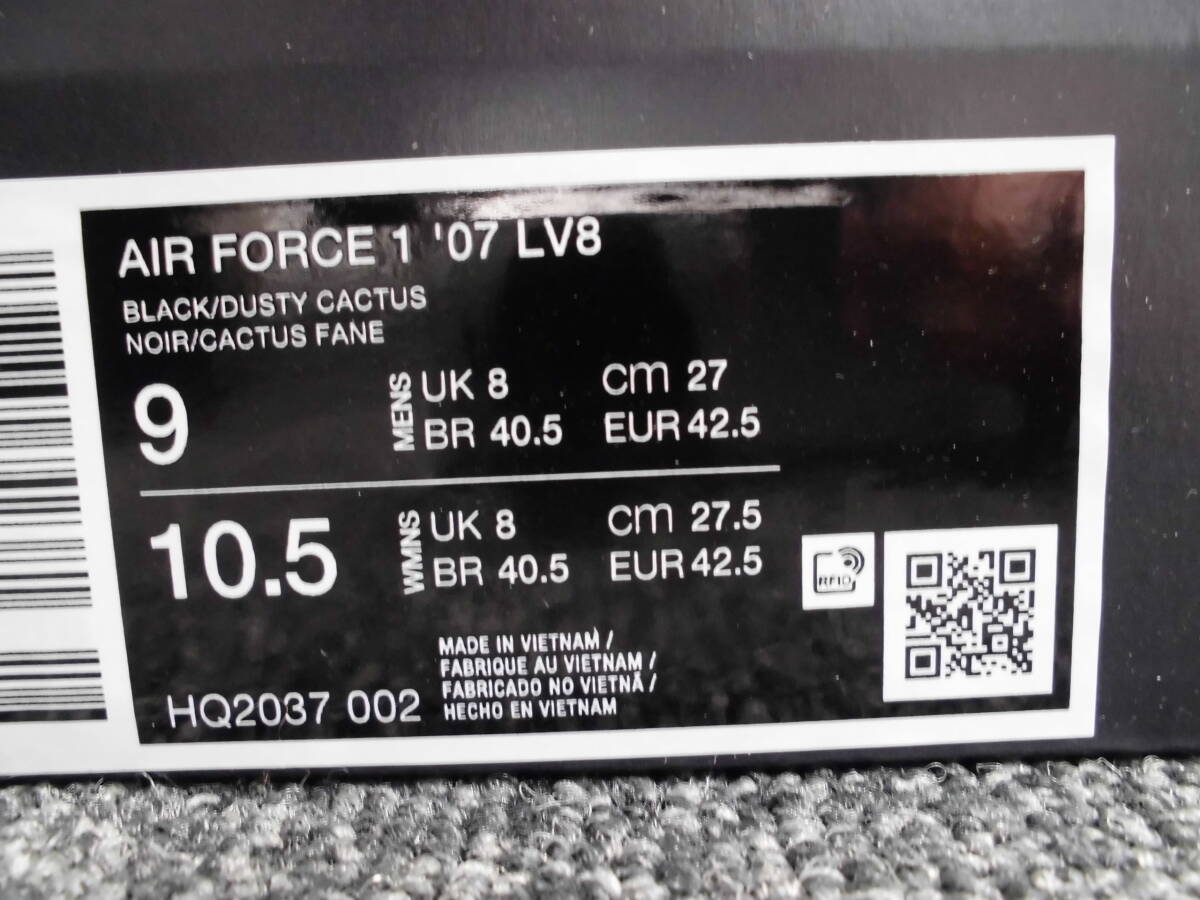 AIR FORCE 1 '07 LV8
BLACK/DUSTY CACTUS
NOIR/CACTUS FANE
9
MENS
UK 8 cm 27
BR 40.5 EUR 42.5
10.5
WMNS
UK 8 cm 27.5
BR 40.5 EUR 42.5
RFID
MADE IN VIETNAM /
FABRIQUE AU VIETNAM /
FABRICADO NO VIETNÃ /
HECHO EN VIETNAM
HQ2037 002